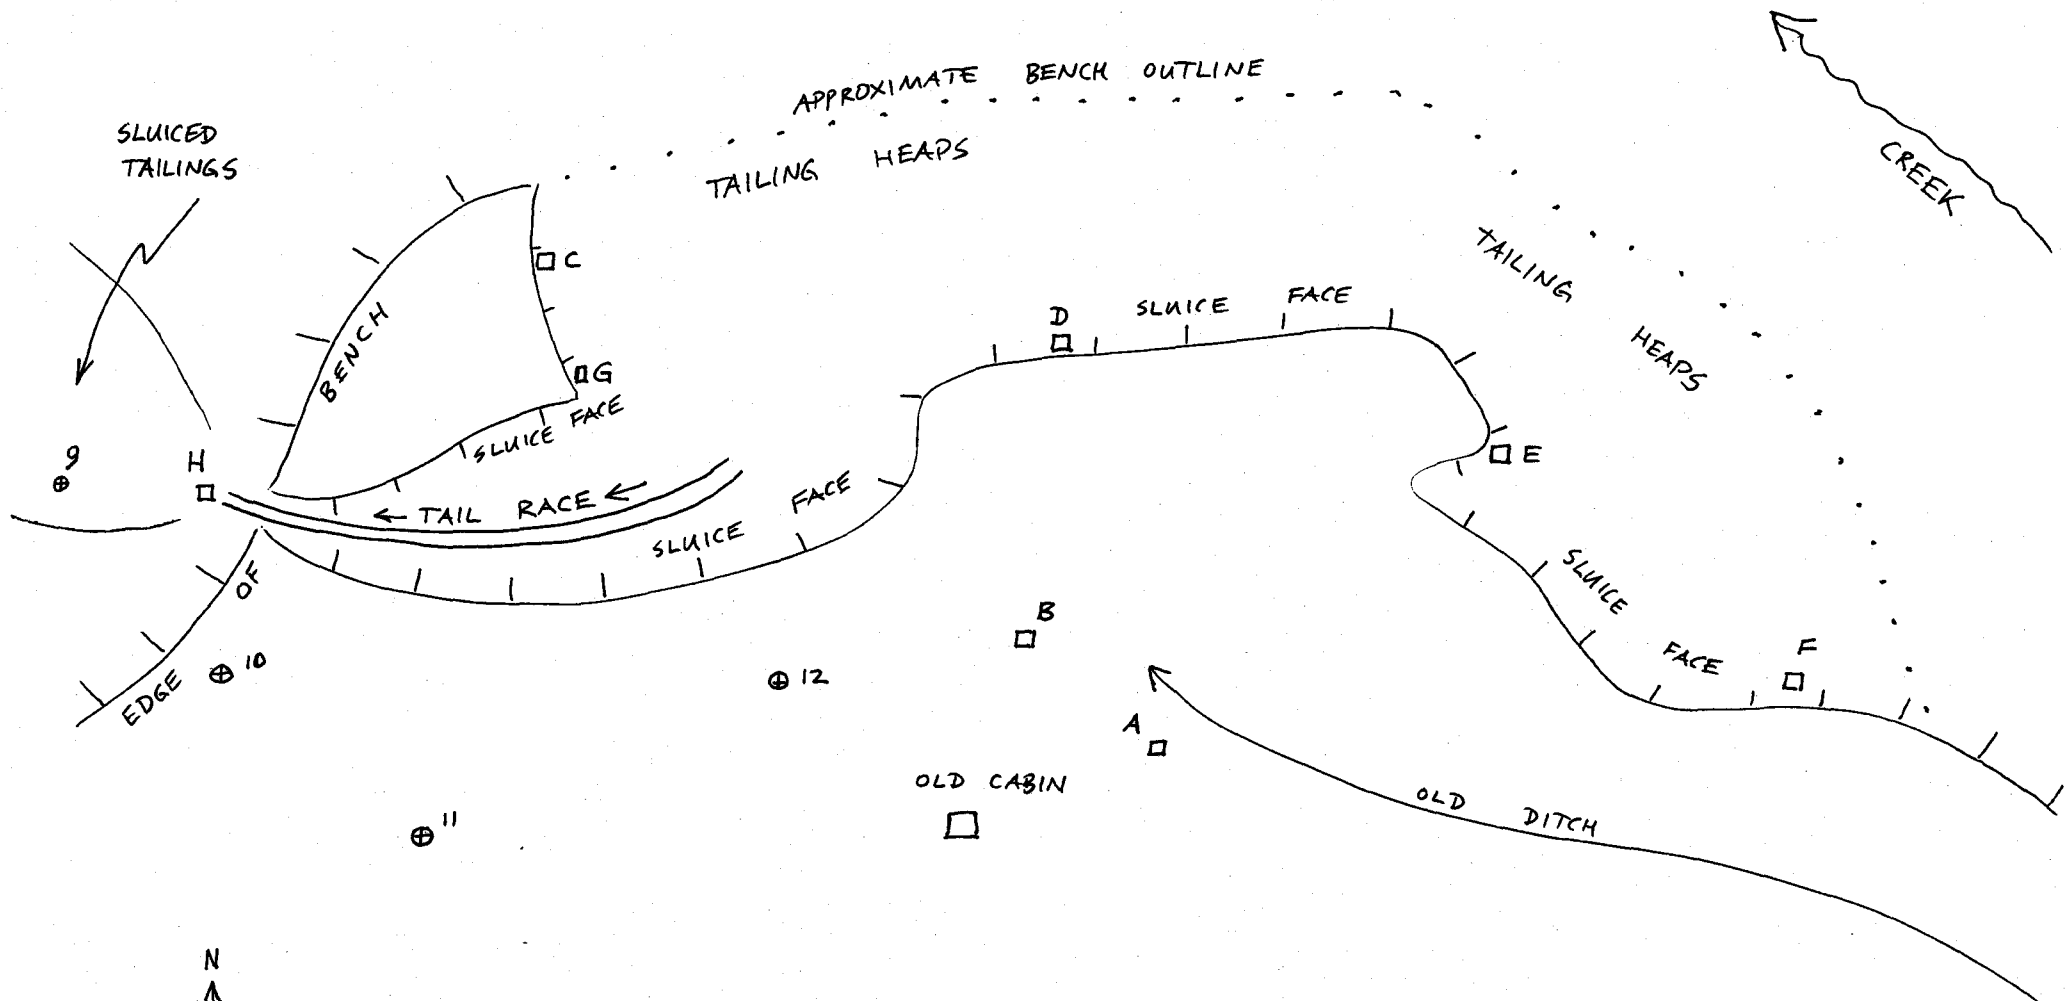 APPROXIMATE BENCH OUTLINE
SLUICED
TAILINGS
TAILING HEAPS
CREEK
C
TAILING
HEAPS
D
SLUICE FACE
BENCH
G
SLUICE FACE
E
9
H
← TAIL RACE ←
SLUICE FACE
SLUICE
FACE
OF
EDGE
10
12
B
F
A
OLD CABIN
OLD DITCH
11
N